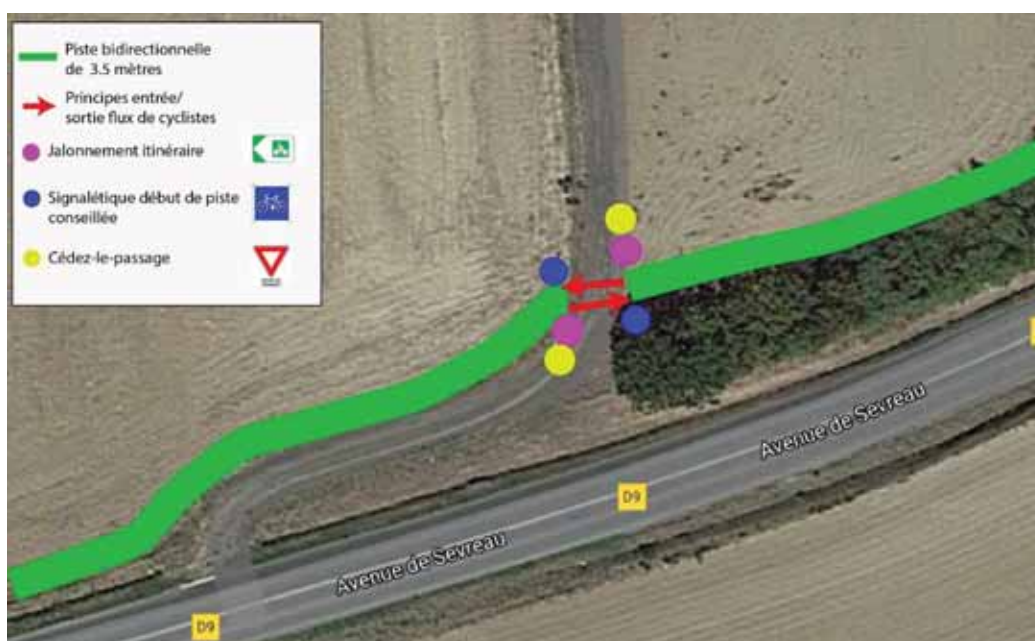 Piste bidirectionnelle
de 3.5 mètres
Principes entrée/
sortie flux de cyclistes
Jalonnement itinéraire
Signalétique début de piste
conseillée
Cédez-le-passage
Avenue de Sevreau
D9
Avenue de Sevreau
D9